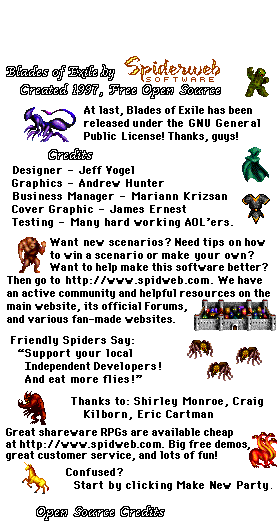 Blades of Exile by Spiderweb
SOFTWARE
Created 1997, Free Open Source
At last, Blades of Exile has been
released under the GNU General
Public License! Thanks, guys!
Credits
Designer - Jeff Vogel
Graphics - Andrew Hunter
Business Manager - Mariann Krizsan
Cover Graphic - James Ernest
Testing - Many hard working AOL'ers.
Want new scenarios? Need tips on how
to win a scenario or make your own?
Want to help make this software better?
Then go to http://www.spidweb.com. We have
an active community and helpful resources on the
main website, its official Forums,
and various fan-made websites.
Friendly Spiders Say:
"Support your local
Independent Developers!
And eat more flies!"
Thanks to: Shirley Monroe, Craig
Kilborn, Eric Cartman
Great shareware RPGs are available cheap
at http://www.spidweb.com. Big free demos,
great customer service, and lots of fun!
Confused?
Start by clicking Make New Party.
Open Source Credits